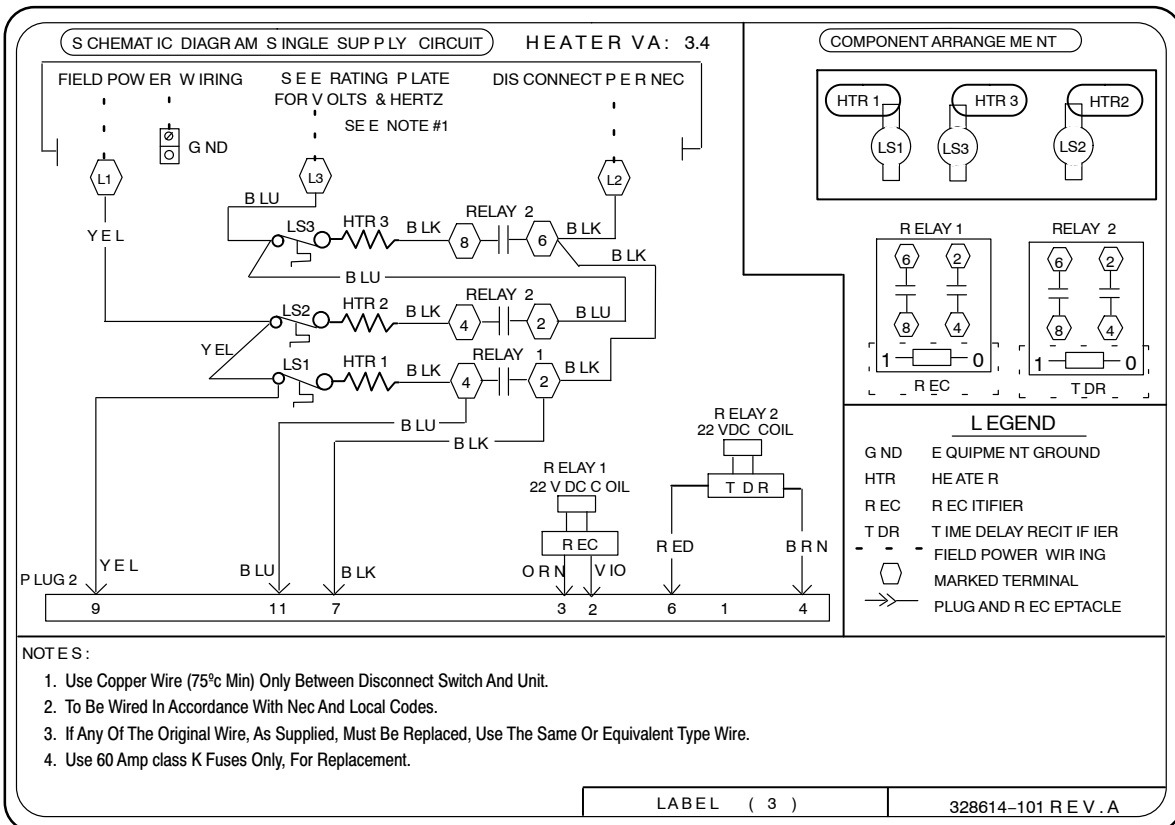 SCHEMATIC DIAGRAM SINGLE SUPPLY CIRCUIT
HEATER VA: 3.4
FIELD POWER WIRING
SEE RATING PLATE
FOR VOLTS & HERTZ
SEE NOTE #1
DISCONNECT PER NEC
GND
L1
L3
L2
BLU
YEL
LS3
HTR 3
BLK
8
RELAY 2
6
BLK
BLK
BLU
LS2
HTR 2
BLK
4
RELAY 2
2
BLU
YEL
LS1
HTR 1
BLK
4
RELAY 1
2
BLK
BLU
BLK
RELAY 2
22 VDC COIL
TDR
RELAY 1
22 VDC COIL
REC
RED
BRN
ORN
VIO
YEL
BLU
BLK
PLUG 2
9
11
7
3
2
6
1
4
COMPONENT ARRANGEMENT
HTR 1
HTR 3
HTR2
LS1
LS3
LS2
RELAY 1
6
2
8
4
1
0
REC
RELAY 2
6
2
8
4
1
0
TDR
LEGEND
GND EQUIPMENT GROUND
HTR HEATER
REC RECITIFIER
TDR TIME DELAY RECITIFIER
FIELD POWER WIRING
MARKED TERMINAL
PLUG AND RECEPTACLE
NOTES:
1. Use Copper Wire (75ºc Min) Only Between Disconnect Switch And Unit.
2. To Be Wired In Accordance With Nec And Local Codes.
3. If Any Of The Original Wire, As Supplied, Must Be Replaced, Use The Same Or Equivalent Type Wire.
4. Use 60 Amp class K Fuses Only, For Replacement.
LABEL ( 3 )
328614–101 REV. A